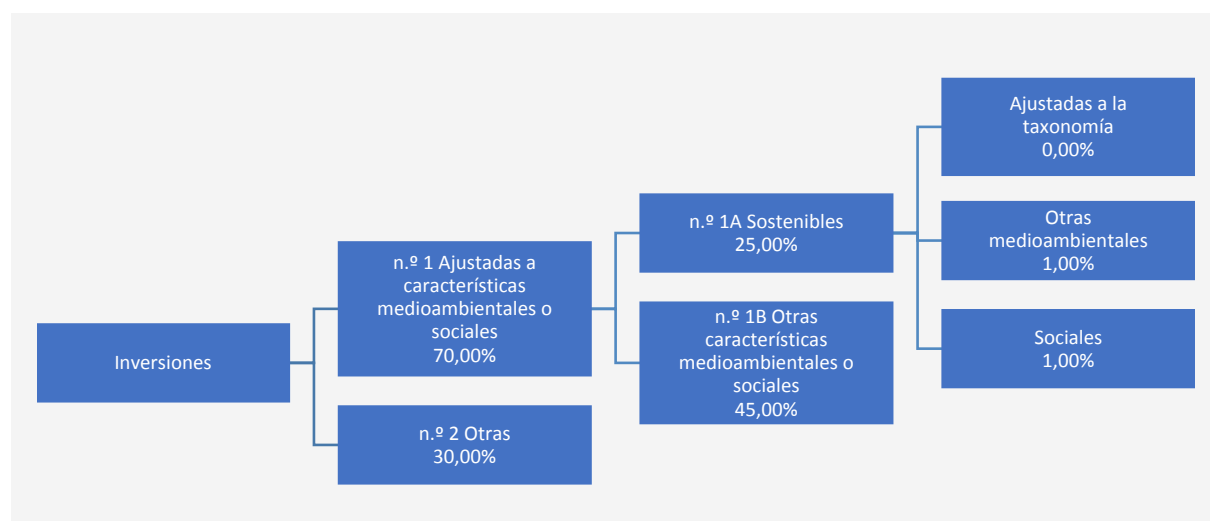 Inversiones
n.º 1 Ajustadas a
características
medioambientales o
sociales
70,00%
n.º 2 Otras
30,00%
n.º 1A Sostenibles
25,00%
n.º 1B Otras
características
medioambientales o
sociales
45,00%
Ajustadas a la
taxonomía
0,00%
Otras
medioambientales
1,00%
Sociales
1,00%